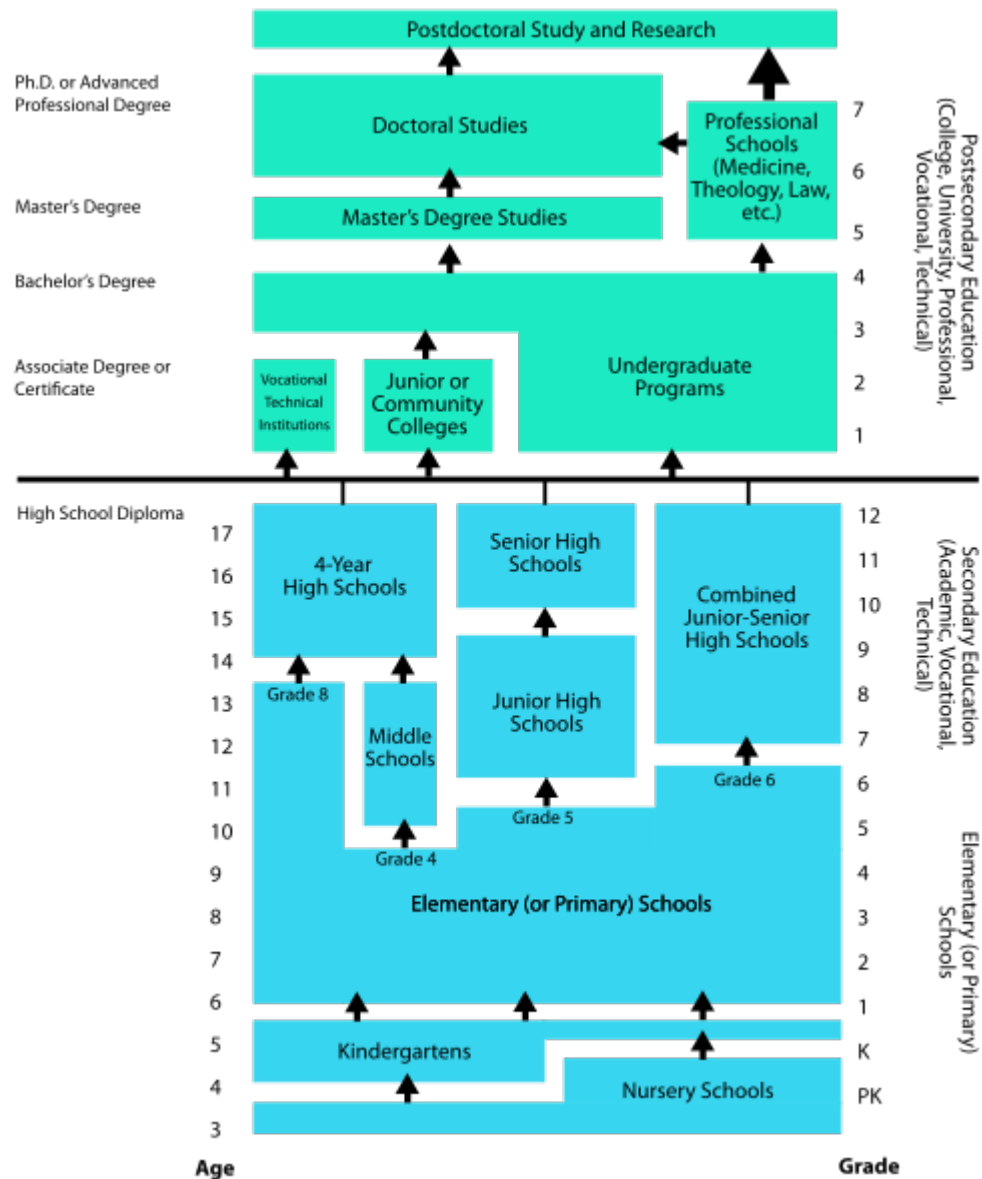 Postdoctoral Study and Research
Ph.D. or Advanced
Professional Degree
Doctoral Studies
Professional
Schools
(Medicine,
Theology, Law,
etc.)
7
6
Master's Degree
Master's Degree Studies
5
Bachelor's Degree
4
3
Associate Degree or
Certificate
Vocational
Technical
Institutions
Junior or
Community
Colleges
Undergraduate
Programs
2
1
Postsecondary Education
(College, University, Professional,
Vocational, Technical)
High School Diploma
17
16
15
14
13
12
11
10
9
8
7
6
5
4
3
4-Year
High Schools
Senior High
Schools
Combined
Junior-Senior
High Schools
Grade 8
Middle
Schools
Junior High
Schools
Grade 4
Grade 5
Grade 6
Elementary (or Primary) Schools
Kindergartens
Nursery Schools
12
11
10
9
8
7
6
5
4
3
2
1
K
PK
Secondary Education
(Academic, Vocational,
Technical)
Elementary (or Primary)
Schools
Age
Grade